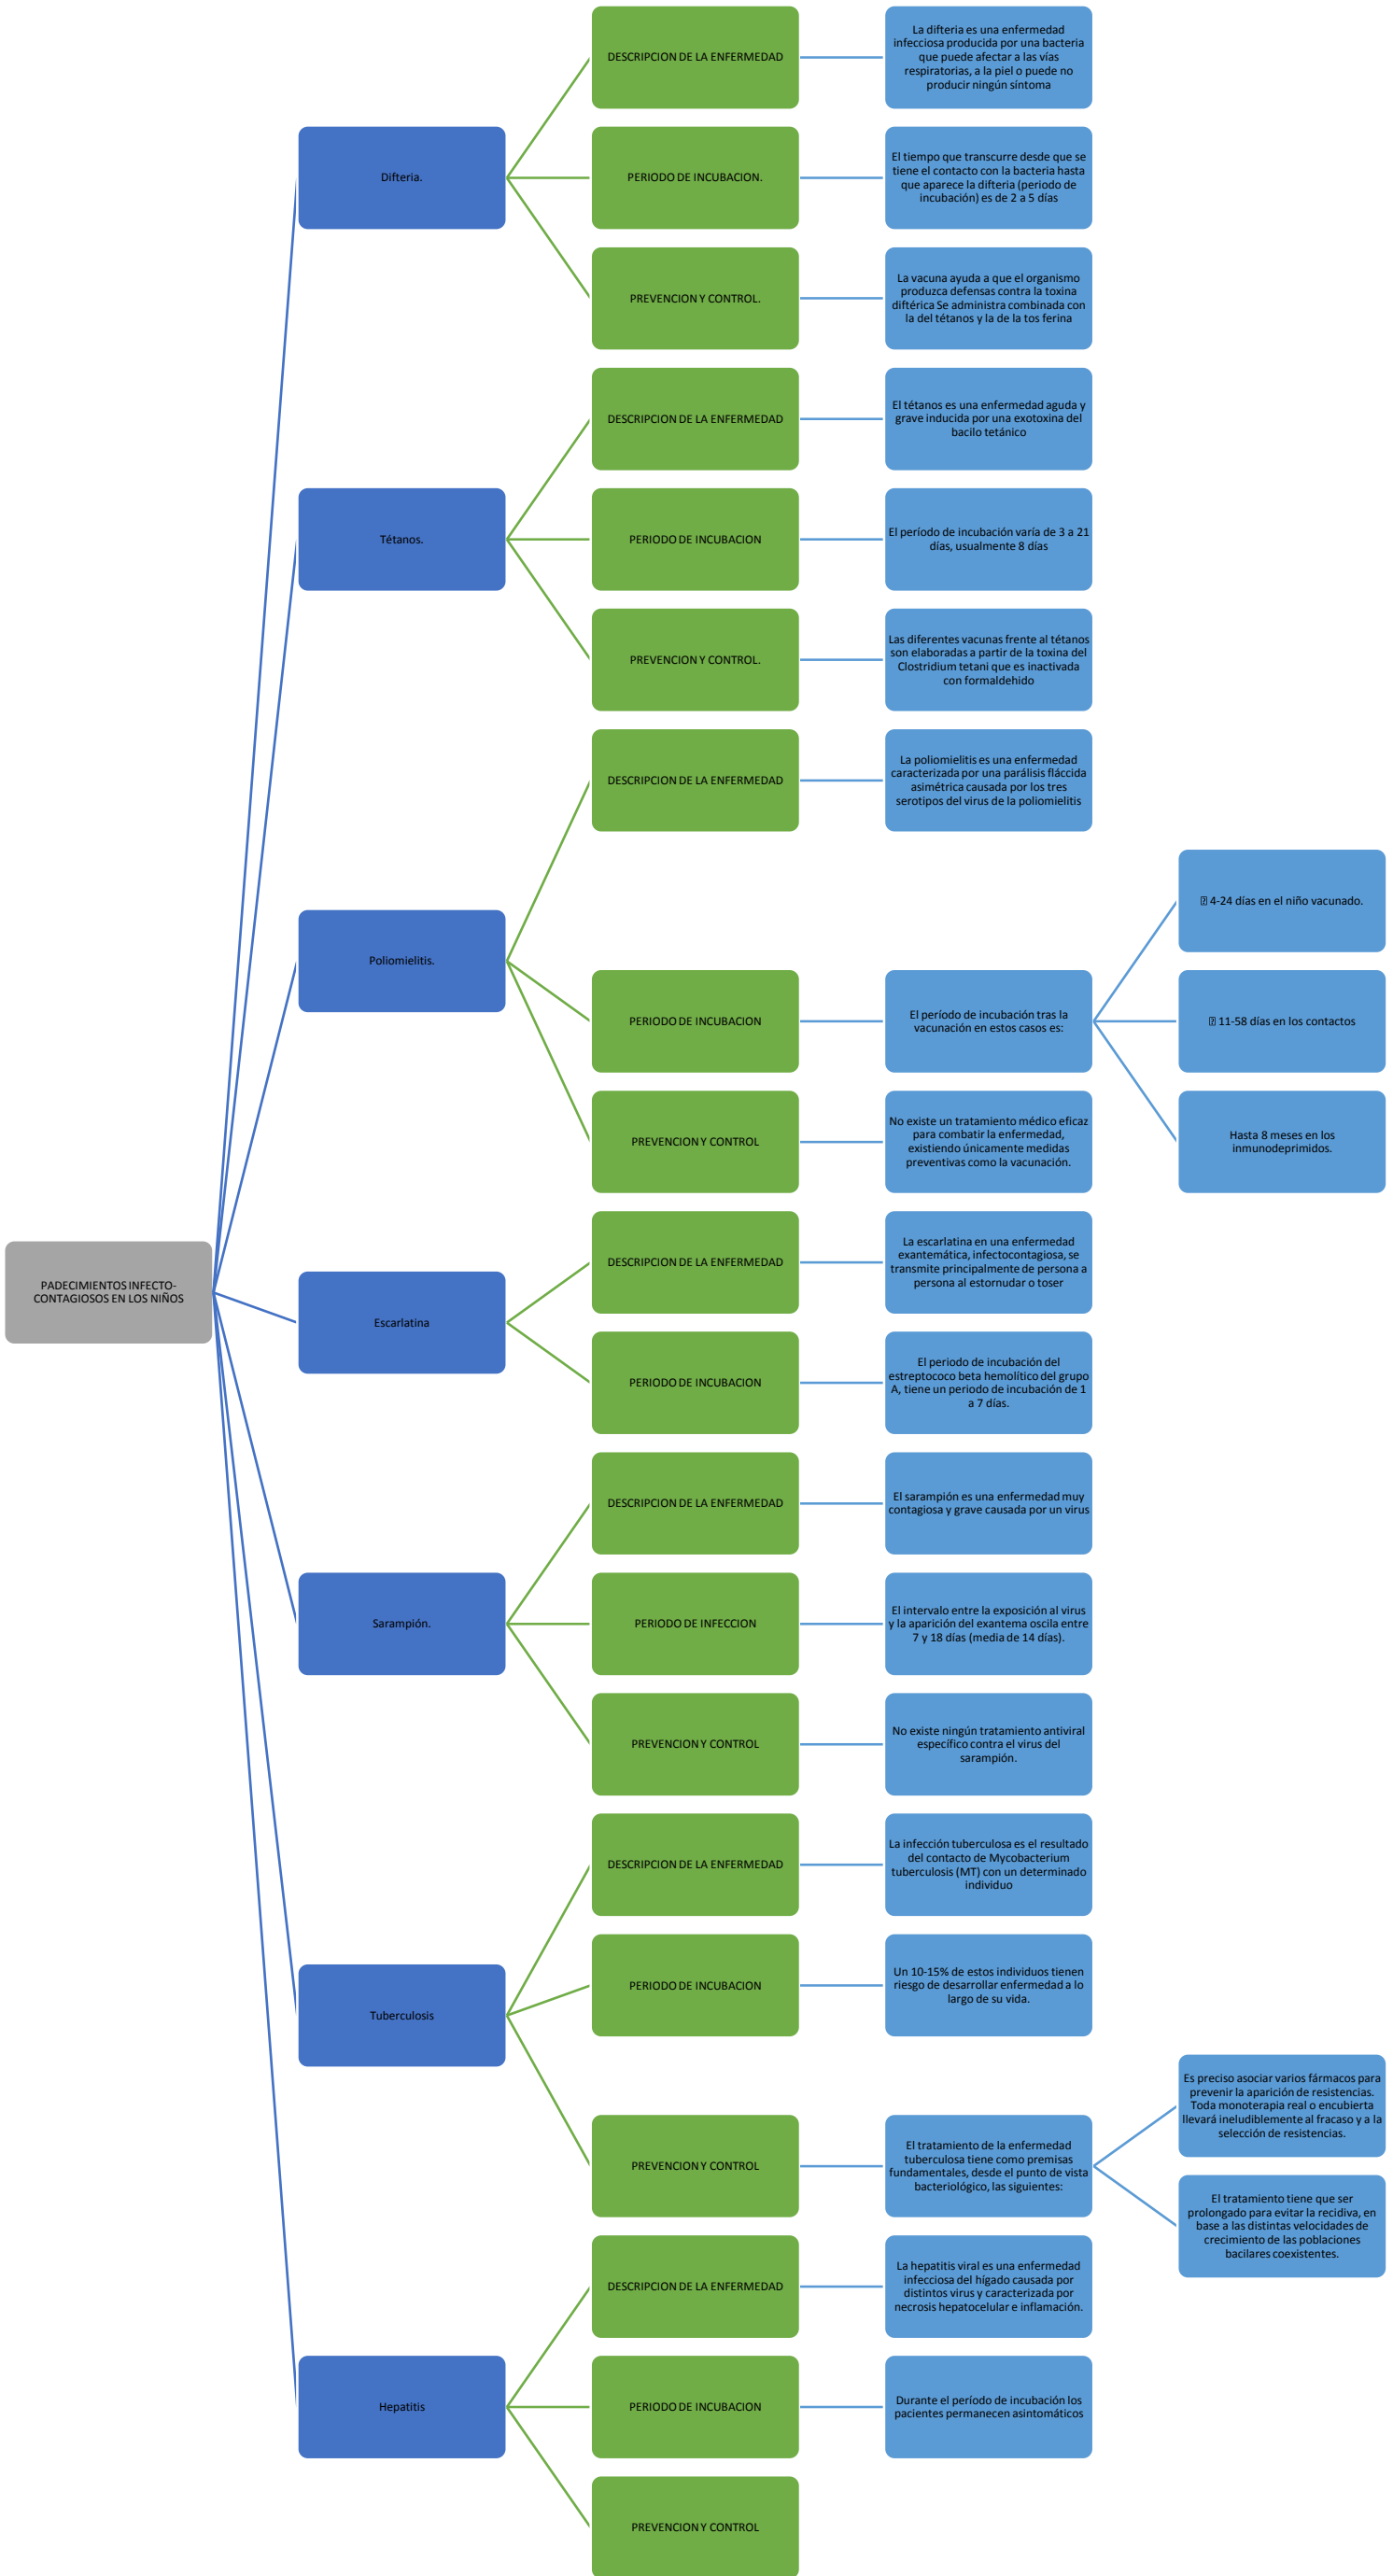 PADECIMIENTOS INFECTO-
CONTAGIOSOS EN LOS NIÑOS
Difteria.
DESCRIPCION DE LA ENFERMEDAD
La difteria es una enfermedad
infecciosa producida por una bacteria
que puede afectar a las vías
respiratorias, a la piel o puede no
producir ningún síntoma
PERIODO DE INCUBACION.
El tiempo que transcurre desde que se
tiene el contacto con la bacteria hasta
que aparece la difteria (periodo de
incubación) es de 2 a 5 días
PREVENCION Y CONTROL.
La vacuna ayuda a que el organismo
produzca defensas contra la toxina
diftérica Se administra combinada con
la del tétanos y la de la tos ferina
Tétanos.
DESCRIPCION DE LA ENFERMEDAD
El tétanos es una enfermedad aguda y
grave inducida por una exotoxina del
bacilo tetánico
PERIODO DE INCUBACION
El período de incubación varía de 3 a 21
días, usualmente 8 días
PREVENCION Y CONTROL.
Las diferentes vacunas frente al tétanos
son elaboradas a partir de la toxina del
Clostridium tetani que es inactivada
con formaldehido
Poliomielitis.
DESCRIPCION DE LA ENFERMEDAD
La poliomielitis es una enfermedad
caracterizada por una parálisis fláccida
asimétrica causada por los tres
serotipos del virus de la poliomielitis
PERIODO DE INCUBACION
El período de incubación tras la
vacunación en estos casos es:
4-24 días en el niño vacunado.
11-58 días en los contactos
Hasta 8 meses en los
inmunodeprimidos.
PREVENCION Y CONTROL
No existe un tratamiento médico eficaz
para combatir la enfermedad,
existiendo únicamente medidas
preventivas como la vacunación.
Escarlatina
DESCRIPCION DE LA ENFERMEDAD
La escarlatina en una enfermedad
exantemática, infectocontagiosa, se
transmite principalmente de persona a
persona al estornudar o toser
PERIODO DE INCUBACION
El periodo de incubación del
estreptococo beta hemolítico del grupo
A, tiene un periodo de incubación de 1
a 7 días.
Sarampión.
DESCRIPCION DE LA ENFERMEDAD
El sarampión es una enfermedad muy
contagiosa y grave causada por un virus
PERIODO DE INFECCION
El intervalo entre la exposición al virus
y la aparición del exantema oscila entre
7 y 18 días (media de 14 días).
PREVENCION Y CONTROL
No existe ningún tratamiento antiviral
específico contra el virus del
sarampión.
Tuberculosis
DESCRIPCION DE LA ENFERMEDAD
La infección tuberculosa es el resultado
del contacto de Mycobacterium
tuberculosis (MT) con un determinado
individuo
PERIODO DE INCUBACION
Un 10-15% de estos individuos tienen
riesgo de desarrollar enfermedad a lo
largo de su vida.
PREVENCION Y CONTROL
El tratamiento de la enfermedad
tuberculosa tiene como premisas
fundamentales, desde el punto de vista
bacteriológico, las siguientes:
Es preciso asociar varios fármacos para
prevenir la aparición de resistencias.
Toda monoterapia real o encubierta
llevará ineludiblemente al fracaso y a la
selección de resistencias.
El tratamiento tiene que ser
prolongado para evitar la recidiva, en
base a las distintas velocidades de
crecimiento de las poblaciones
bacilares coexistentes.
Hepatitis
DESCRIPCION DE LA ENFERMEDAD
La hepatitis viral es una enfermedad
infecciosa del hígado causada por
distintos virus y caracterizada por
necrosis hepatocelular e inflamación.
PERIODO DE INCUBACION
Durante el período de incubación los
pacientes permanecen asintomáticos
PREVENCION Y CONTROL